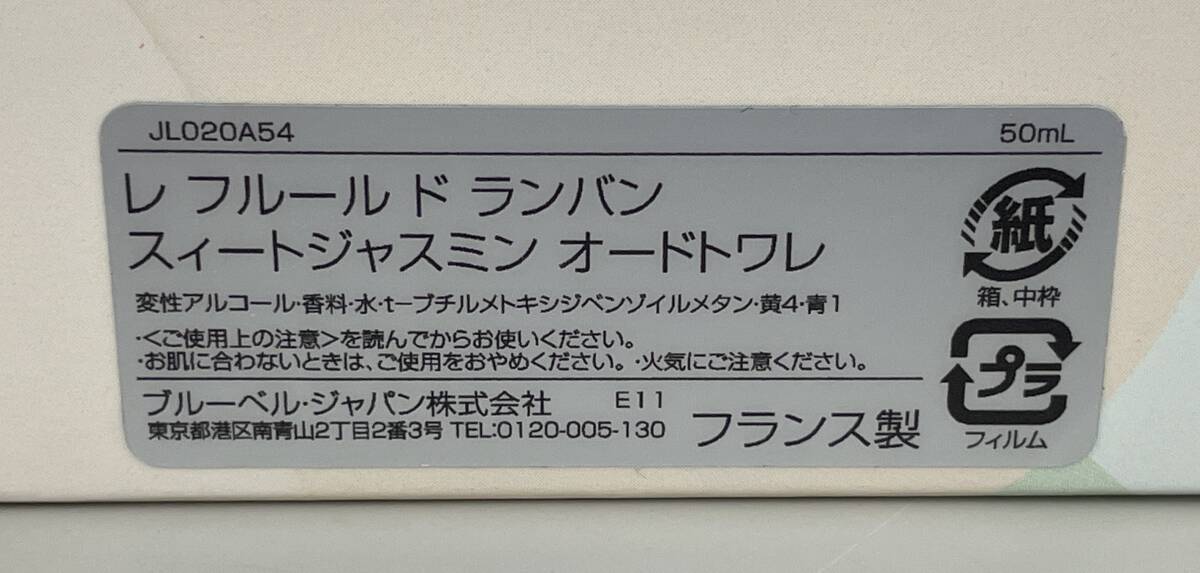 JL020A54 50mL
レ フルール ド ランバン
スィートジャスミン オードトワレ
変性アルコール・香料・水・t-ブチルメトキシジベンゾイルメタン・黄4・青1
・<ご使用上の注意>を読んでからお使いください。
・お肌に合わないときは、ご使用をおやめください。・火気にご注意ください。
ブルーベル・ジャパン株式会社 E11
東京都港区南青山2丁目2番3号 TEL:0120-005-130
フランス製
紙
箱、中枠
プラ
フィルム